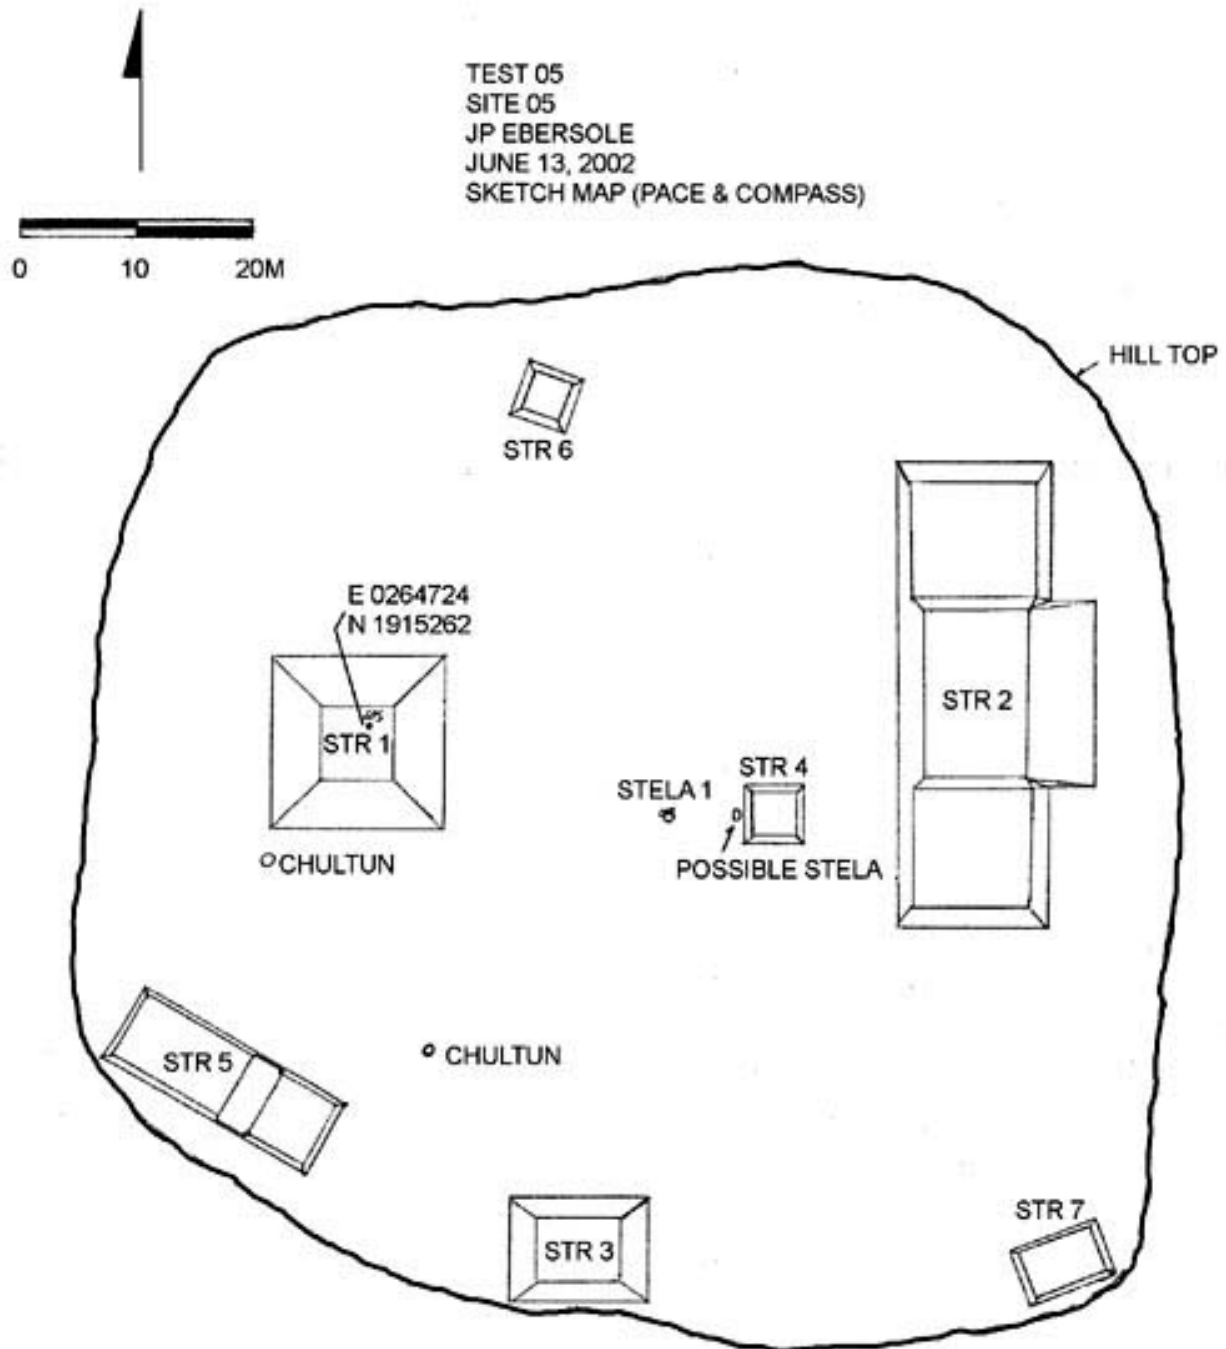 TEST 05
SITE 05
JP EBERSOLE
JUNE 13, 2002
SKETCH MAP (PACE & COMPASS)
0 10 20M
HILL TOP
STR 6
E 0264724
N 1915262
GPS
STR 1
STR 2
STR 4
STELA 1
POSSIBLE STELA
CHULTUN
STR 5
CHULTUN
STR 3
STR 7